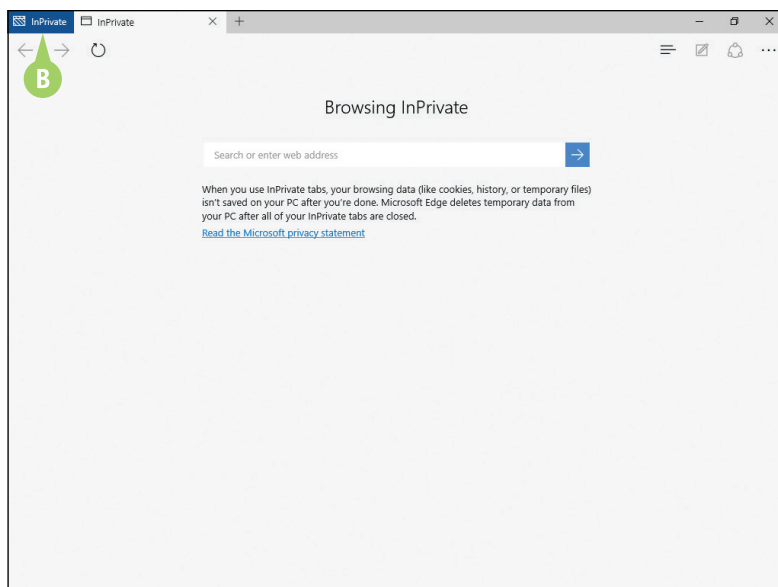 InPrivate InPrivate
B
Browsing InPrivate
Search or enter web address
When you use InPrivate tabs, your browsing data (like cookies, history, or temporary files)
isn't saved on your PC after you're done. Microsoft Edge deletes temporary data from
your PC after all of your InPrivate tabs are closed.
Read the Microsoft privacy statement